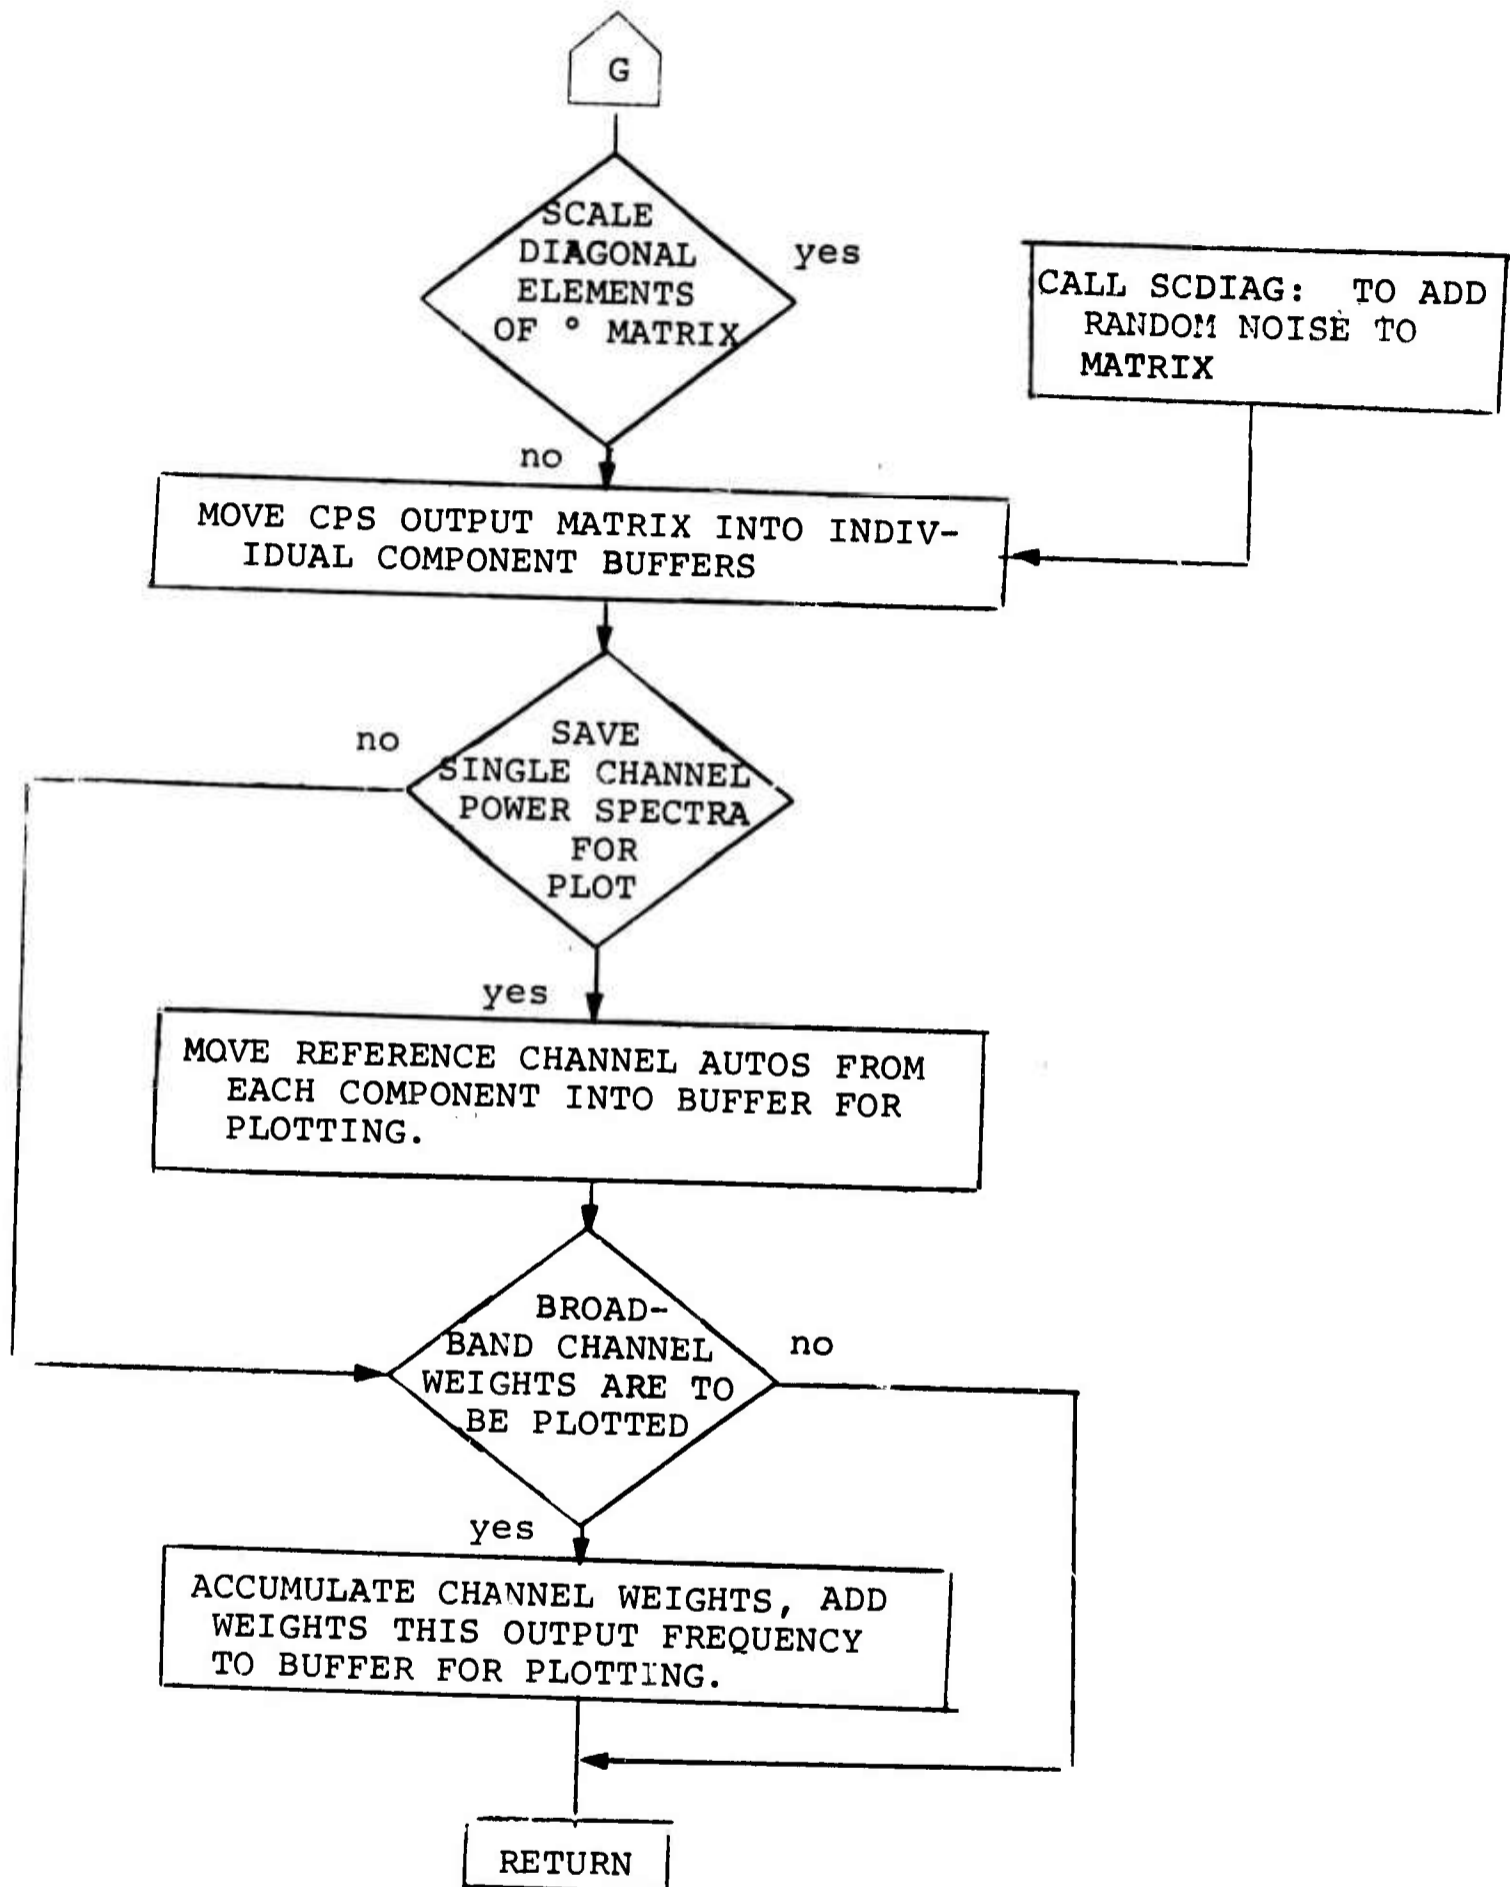 G
SCALE
DIAGONAL
ELEMENTS
OF ° MATRIX
yes
CALL SCDIAG: TO ADD
RANDOM NOISE TO
MATRIX
no
MOVE CPS OUTPUT MATRIX INTO INDIV-
IDUAL COMPONENT BUFFERS
no
SAVE
SINGLE CHANNEL
POWER SPECTRA
FOR
PLOT
yes
MOVE REFERENCE CHANNEL AUTOS FROM
EACH COMPONENT INTO BUFFER FOR
PLOTTING.
BROAD-
BAND CHANNEL
WEIGHTS ARE TO
BE PLOTTED
no
yes
ACCUMULATE CHANNEL WEIGHTS, ADD
WEIGHTS THIS OUTPUT FREQUENCY
TO BUFFER FOR PLOTTING.
RETURN